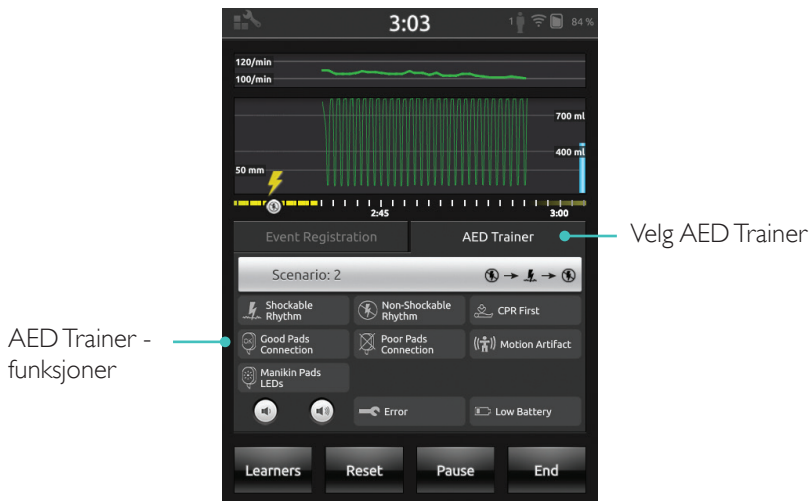 3:03
1
84 %
120/min
100/min
700 ml
400 ml
50 mm
2:45
3:00
Event Registration
AED Trainer
Velg AED Trainer
Scenario: 2
Shockable
Rhythm
Non-Shockable
Rhythm
CPR First
AED Trainer -
funksjoner
Good Pads
Connection
Poor Pads
Connection
Motion Artifact
Manikin Pads
LEDs
Error
Low Battery
Learners
Reset
Pause
End